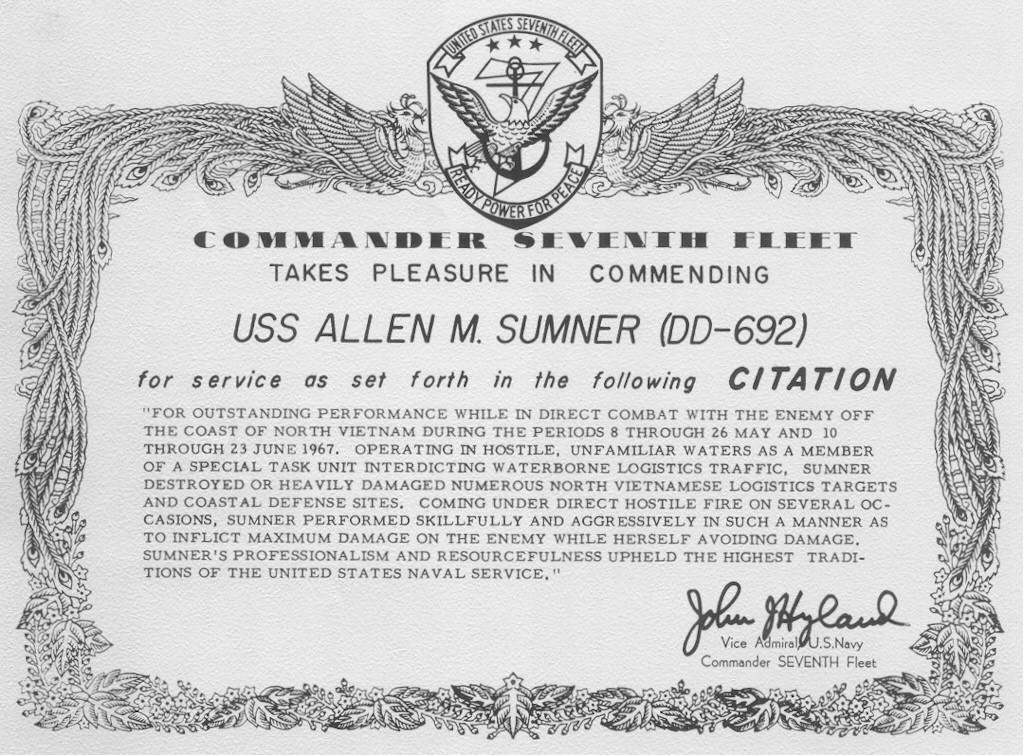 UNITED STATES SEVENTH FLEET
7
READY POWER FOR PEACE
COMMANDER SEVENTH FLEET
TAKES PLEASURE IN COMMENDING
USS ALLEN M. SUMNER (DD-692)
for service as set forth in the following CITATION
"FOR OUTSTANDING PERFORMANCE WHILE IN DIRECT COMBAT WITH THE ENEMY OFF
THE COAST OF NORTH VIETNAM DURING THE PERIODS 8 THROUGH 26 MAY AND 10
THROUGH 23 JUNE 1967. OPERATING IN HOSTILE, UNFAMILIAR WATERS AS A MEMBER
OF A SPECIAL TASK UNIT INTERDICTING WATERBORNE LOGISTICS TRAFFIC, SUMNER
DESTROYED OR HEAVILY DAMAGED NUMEROUS NORTH VIETNAMESE LOGISTICS TARGETS
AND COASTAL DEFENSE SITES. COMING UNDER DIRECT HOSTILE FIRE ON SEVERAL OC-
CASIONS, SUMNER PERFORMED SKILLFULLY AND AGGRESSIVELY IN SUCH A MANNER AS
TO INFLICT MAXIMUM DAMAGE ON THE ENEMY WHILE HERSELF AVOIDING DAMAGE.
SUMNER'S PROFESSIONALISM AND RESOURCEFULNESS UPHELD THE HIGHEST TRADI-
TIONS OF THE UNITED STATES NAVAL SERVICE."
John J Hyland
Vice Admiral, U.S.Navy
Commander SEVENTH Fleet